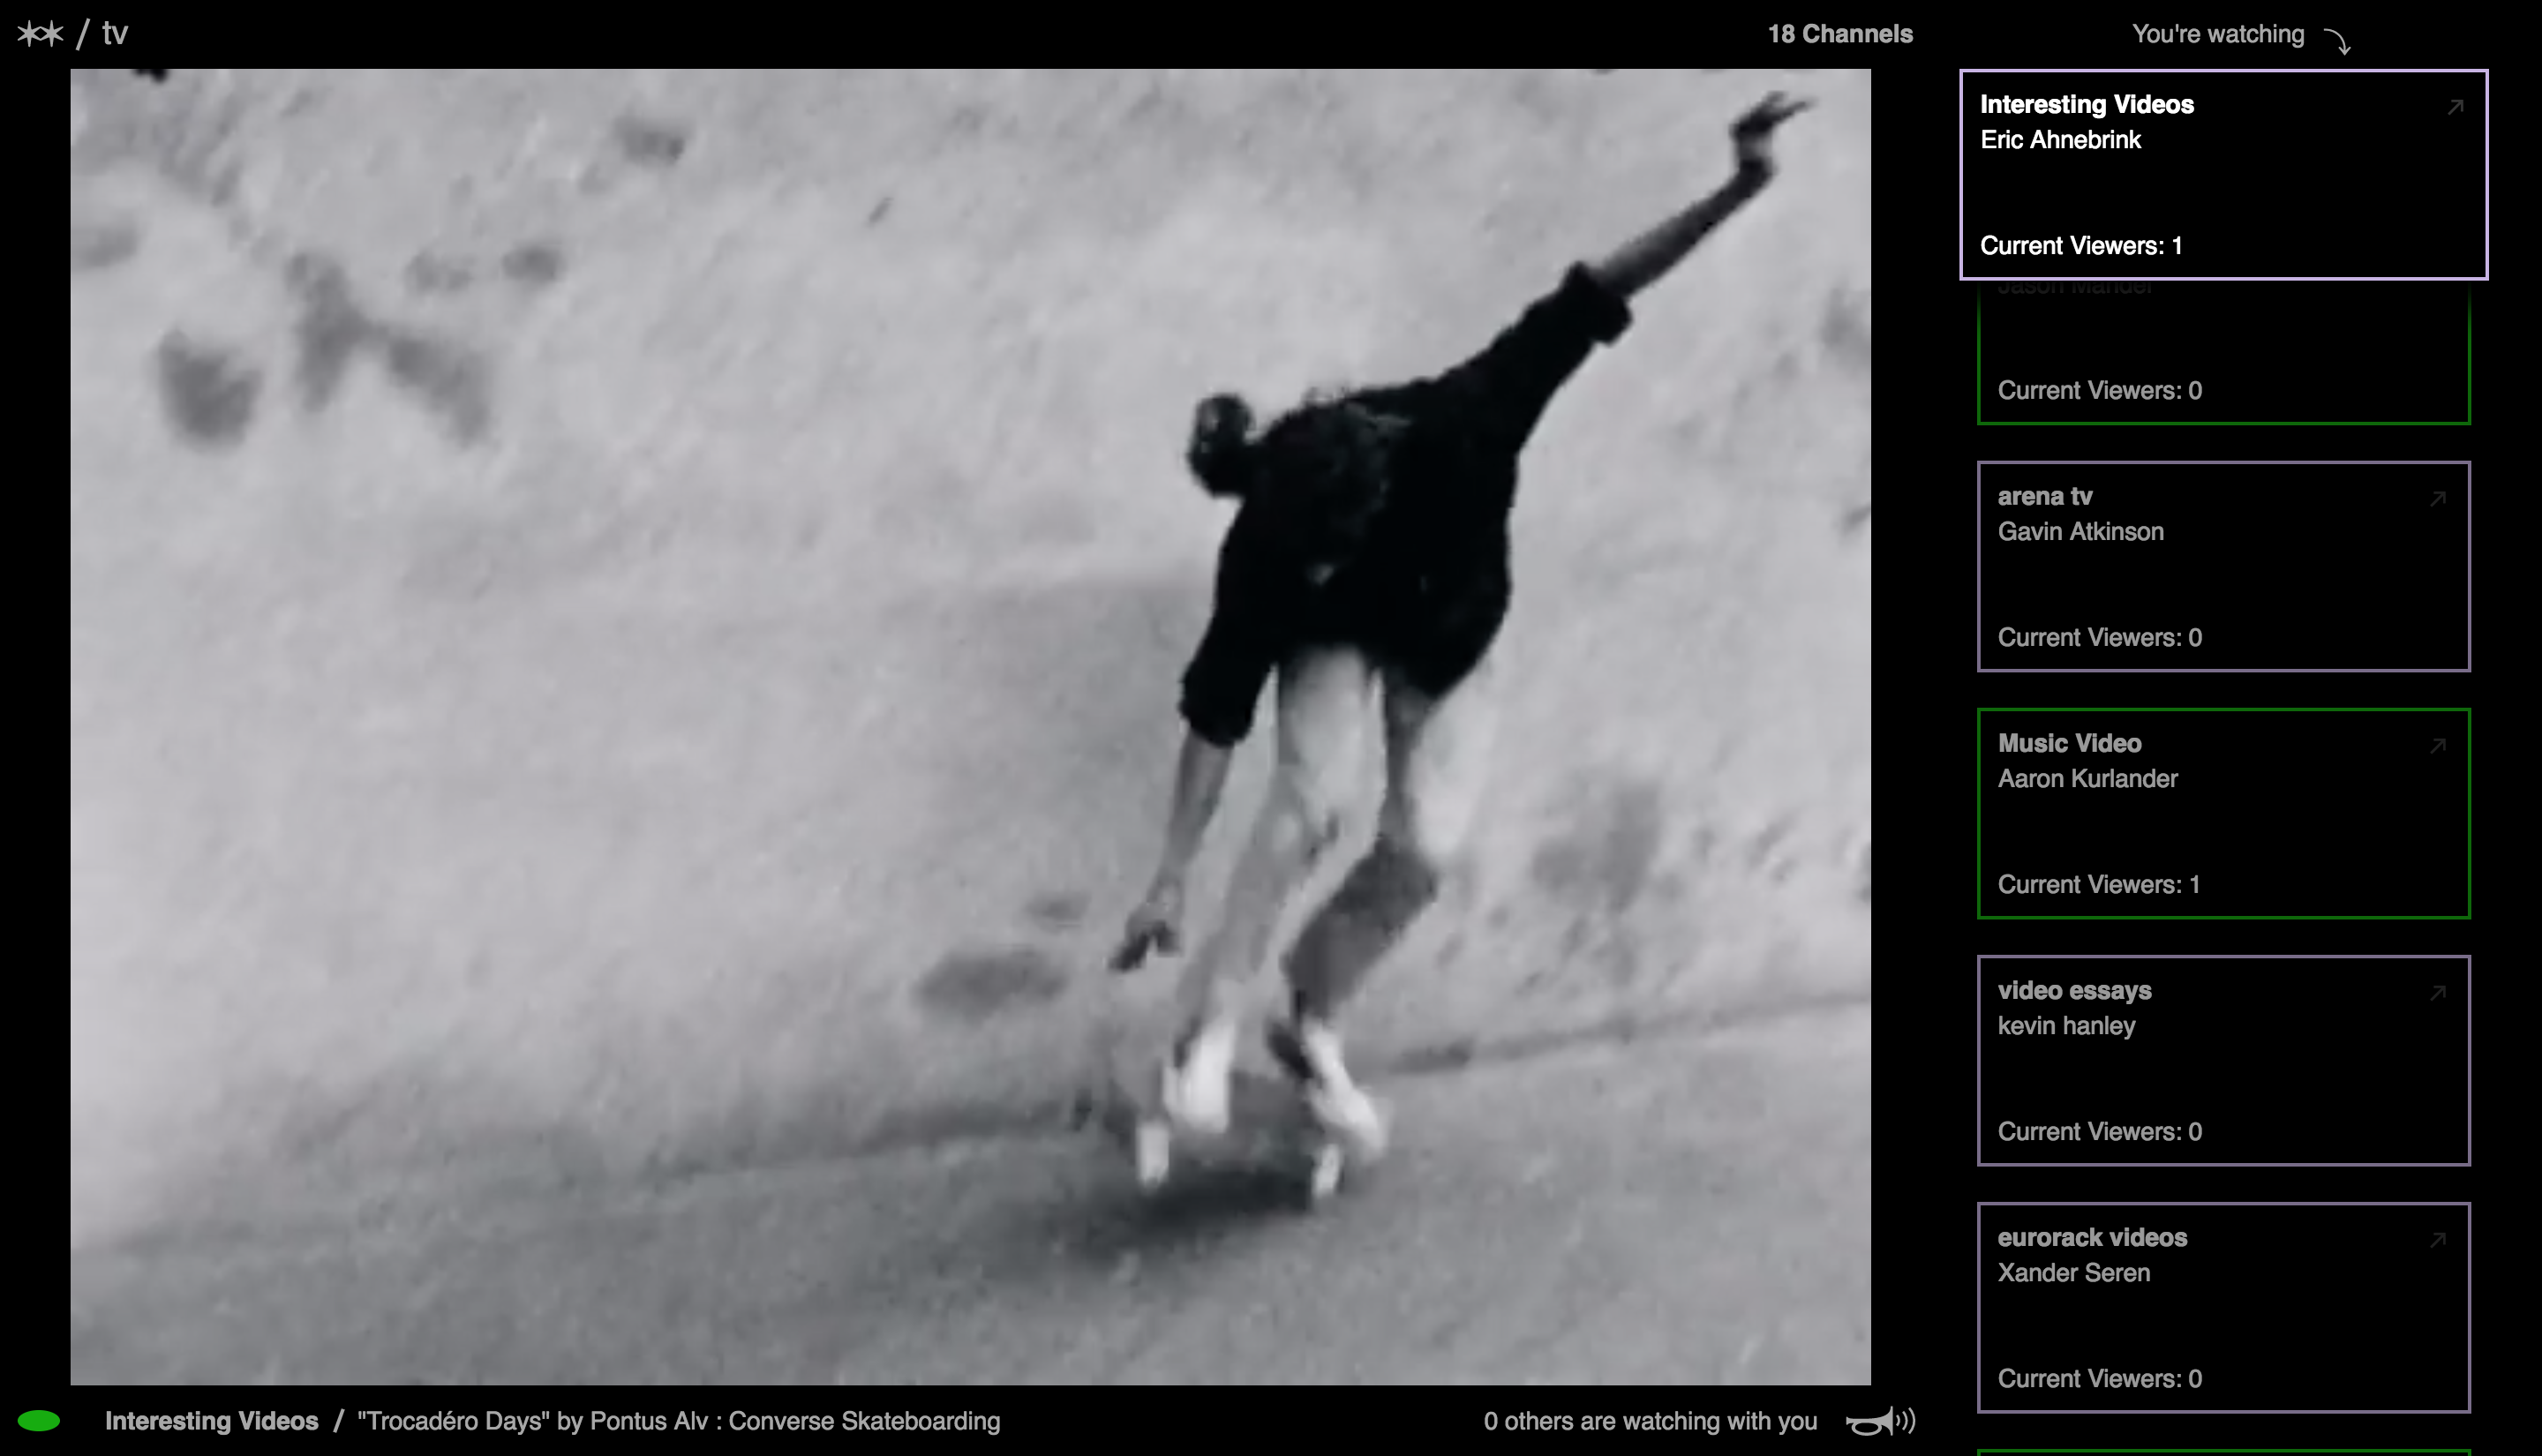 ** / tv
18 Channels
You're watching
Interesting Videos
Eric Ahnebrink
Current Viewers: 1
Current Viewers: 0
arena tv
Gavin Atkinson
Current Viewers: 0
Music Video
Aaron Kurlander
Current Viewers: 1
video essays
kevin hanley
Current Viewers: 0
eurorack videos
Xander Seren
Current Viewers: 0
Interesting Videos / "Trocadéro Days" by Pontus Alv : Converse Skateboarding
0 others are watching with you